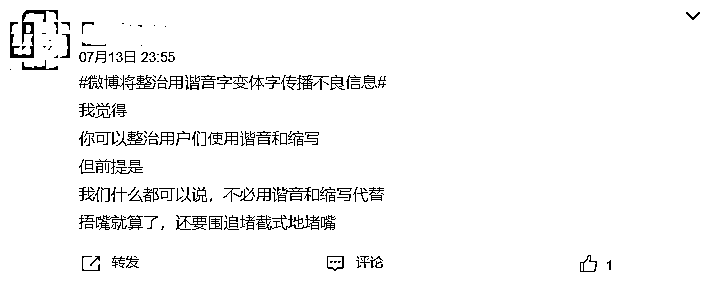 07月13日 23:55
#微博将整治用谐音字变体字传播不良信息#
我觉得
你可以整治用户们使用谐音和缩写
但前提是
我们什么都可以说，不必用谐音和缩写代替
捂嘴就算了，还要围追堵截式地堵嘴
转发 评论 1